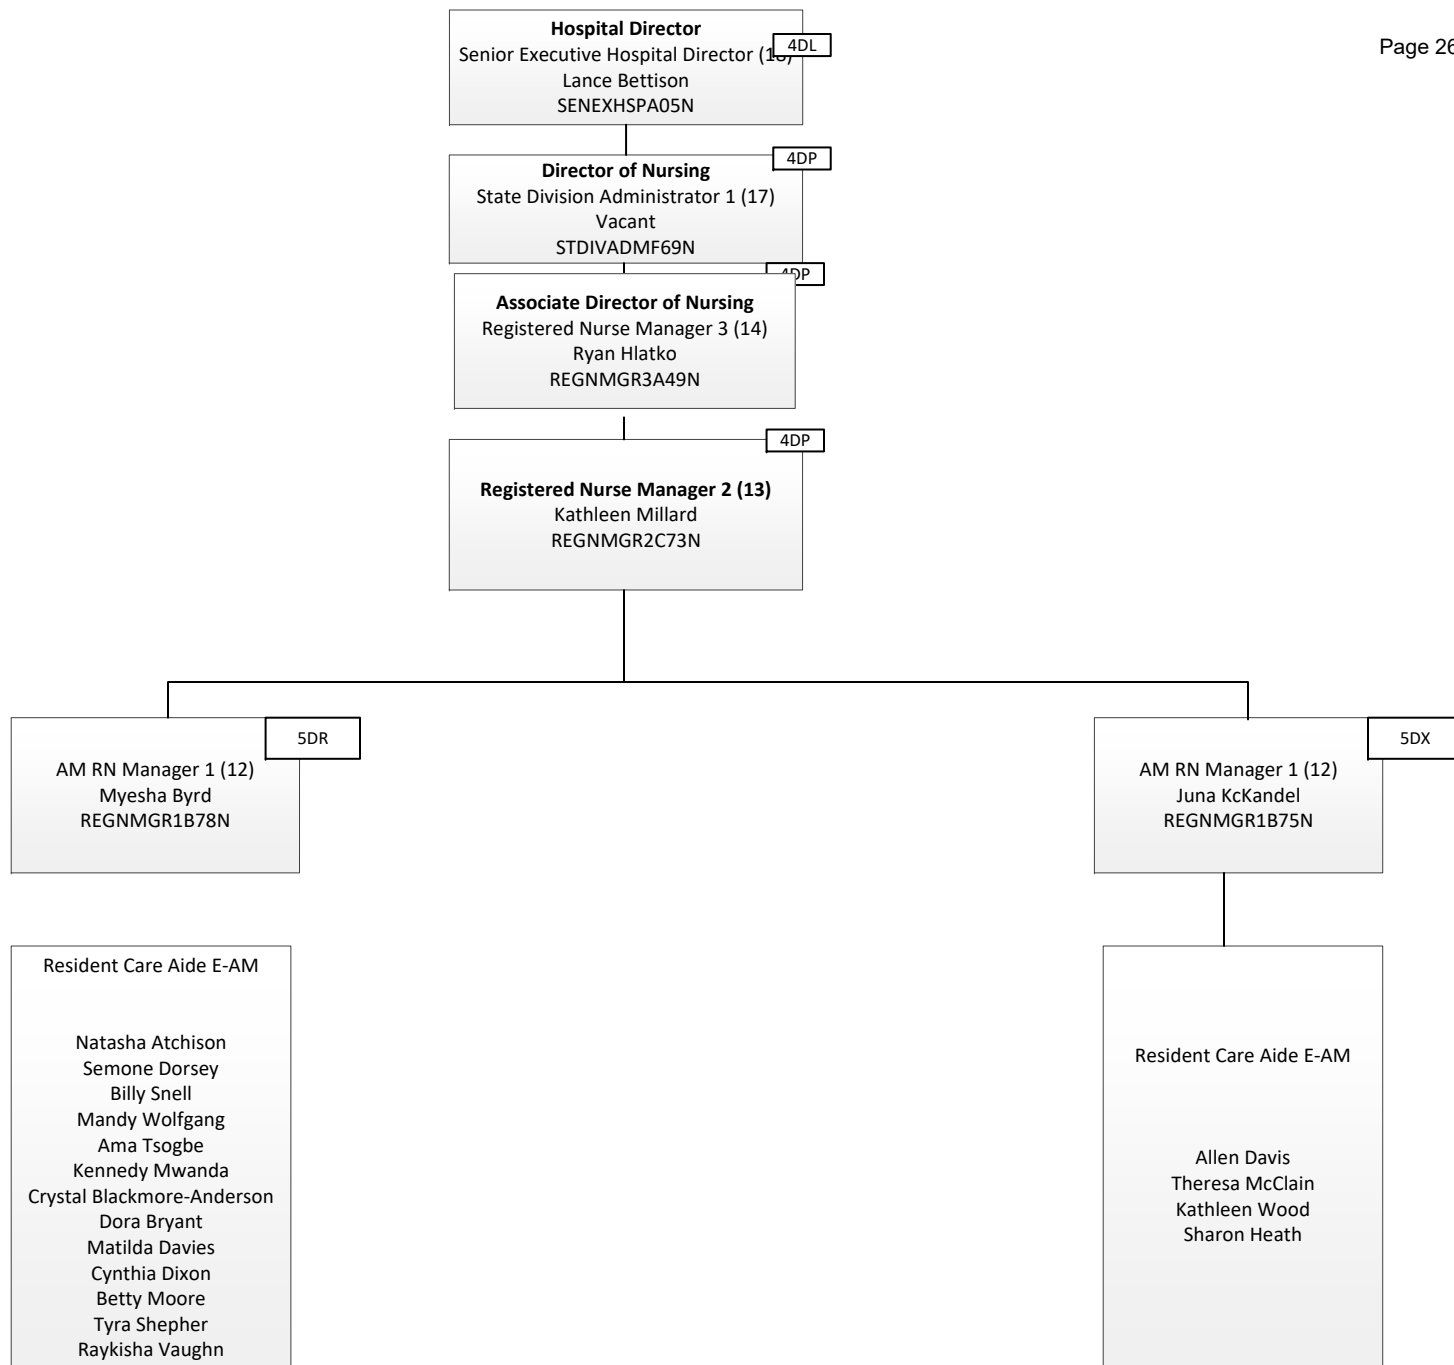 Page 26
Hospital Director
4DL
Senior Executive Hospital Director (18)
Lance Bettison
SENEXHSPA05N
4DP
Director of Nursing
State Division Administrator 1 (17)
Vacant
STDIVADMF69N
4DP
Associate Director of Nursing
Registered Nurse Manager 3 (14)
Ryan Hlatko
REGNMGR3A49N
4DP
Registered Nurse Manager 2 (13)
Kathleen Millard
REGNMGR2C73N
5DR
AM RN Manager 1 (12)
Myesha Byrd
REGNMGR1B78N
5DX
AM RN Manager 1 (12)
Juna KcKandel
REGNMGR1B75N
Resident Care Aide E-AM
Natasha Atchison
Semone Dorsey
Billy Snell
Mandy Wolfgang
Ama Tsogbe
Kennedy Mwanda
Crystal Blackmore-Anderson
Dora Bryant
Matilda Davies
Cynthia Dixon
Betty Moore
Tyra Shepher
Raykisha Vaughn
Resident Care Aide E-AM
Allen Davis
Theresa McClain
Kathleen Wood
Sharon Heath